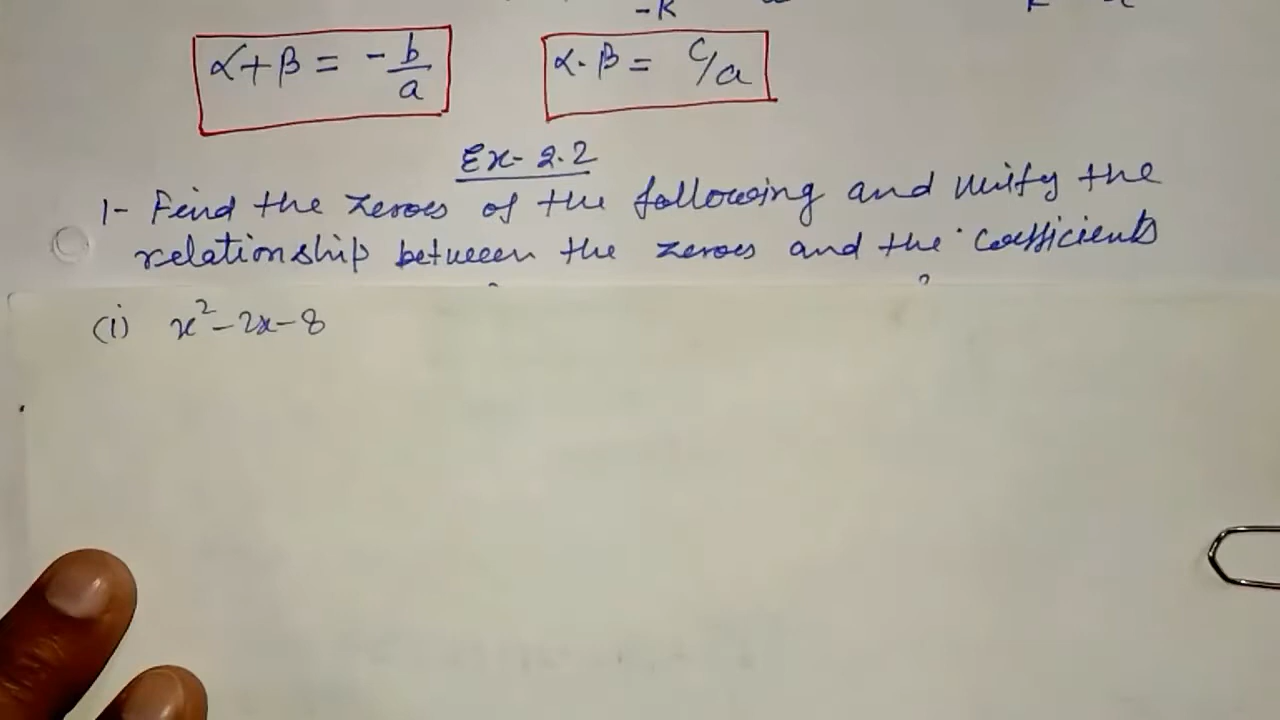 -K
α+β = -b/a
α·β = c/a
Ex- 2.2
1- Find the zeroes of the following and verify the
relationship between the zeroes and the coefficients
(i) x²-2x-8